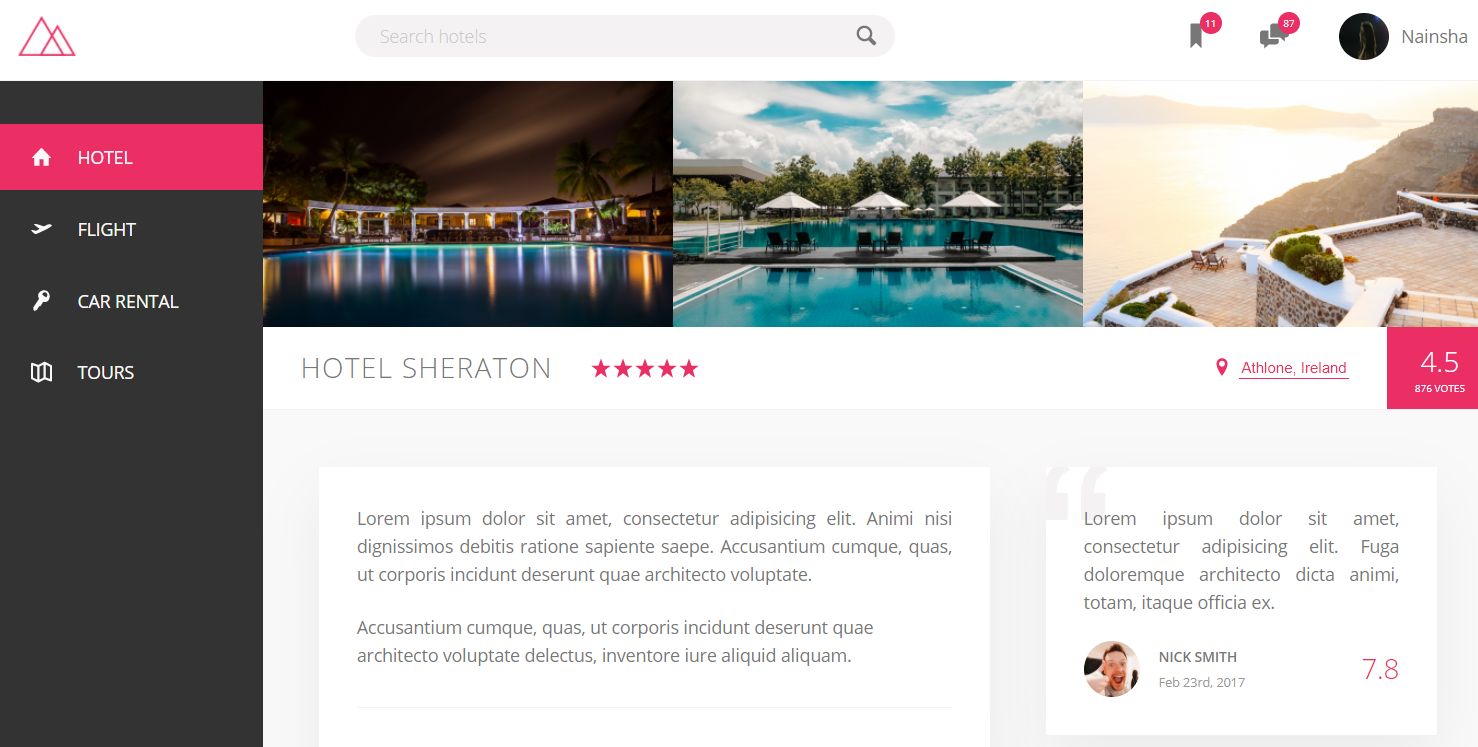 Search hotels
11
87
Nainsha
HOTEL
FLIGHT
CAR RENTAL
TOURS
HOTEL SHERATON
Athlone, Ireland
4.5
876 VOTES
Lorem ipsum dolor sit amet, consectetur adipisicing elit. Animi nisi
dignissimos debitis ratione sapiente saepe. Accusantium cumque, quas,
ut corporis incidunt deserunt quae architecto voluptate.
Accusantium cumque, quas, ut corporis incidunt deserunt quae
architecto voluptate delectus, inventore iure aliquid aliquam.
“
Lorem ipsum dolor sit amet,
consectetur adipisicing elit. Fuga
doloremque architecto dicta animi,
totam, itaque officia ex.
NICK SMITH
Feb 23rd, 2017
7.8